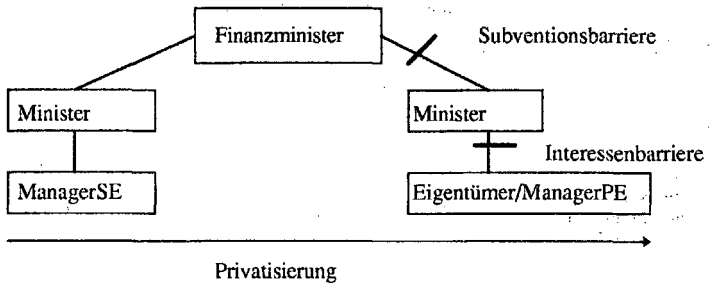 Finanzminister
Subventionsbarriere
Minister
Minister
Interessenbarriere
ManagerSE
Eigentümer/ManagerPE
Privatisierung